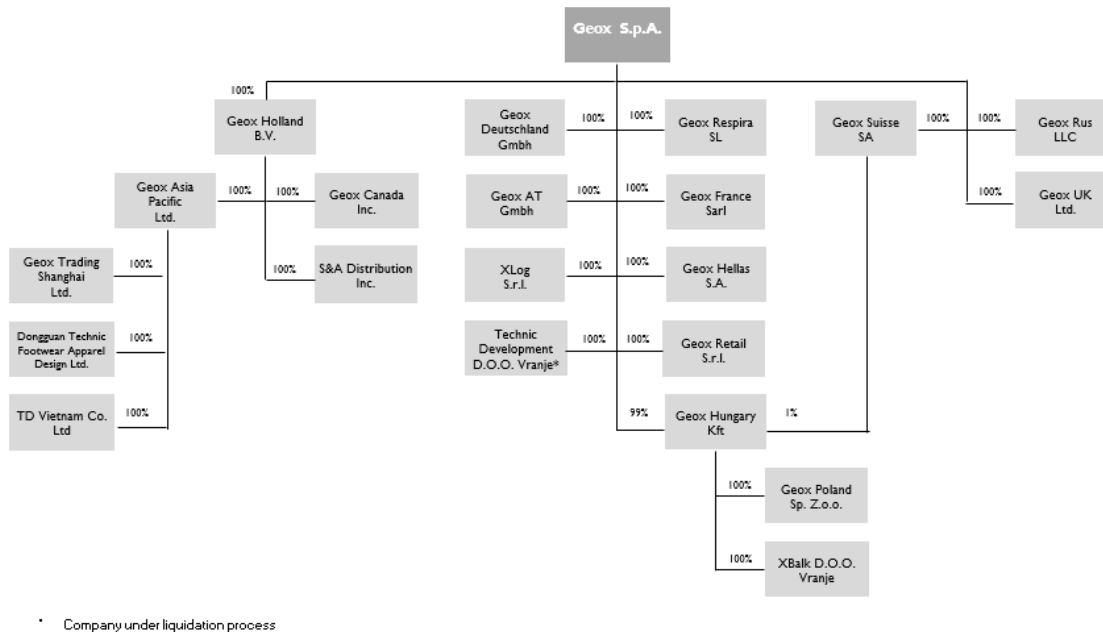 Geox S.p.A.
100%
Geox Holland
B.V.
Geox
Deutschland
Gmbh
100%
100%
Geox Respira
SL
Geox Suisse
SA
100%
100%
Geox Rus
LLC
Geox Asia
Pacific
Ltd.
100%
100%
Geox Canada
Inc.
Geox AT
Gmbh
100%
100%
Geox France
Sarl
100%
Geox UK
Ltd.
Geox Trading
Shanghai
Ltd.
100%
100%
S&A Distribution
Inc.
XLog
S.r.l.
100%
100%
Geox Hellas
S.A.
Dongguan Technic
Footwear Apparel
Design Ltd.
100%
Technic
Development
D.O.O. Vranje*
100%
100%
Geox Retail
S.r.l.
TD Vietnam Co.
Ltd
100%
99%
Geox Hungary
Kft
1%
100%
Geox Poland
Sp. Z.o.o.
100%
XBalk D.O.O.
Vranje
* Company under liquidation process